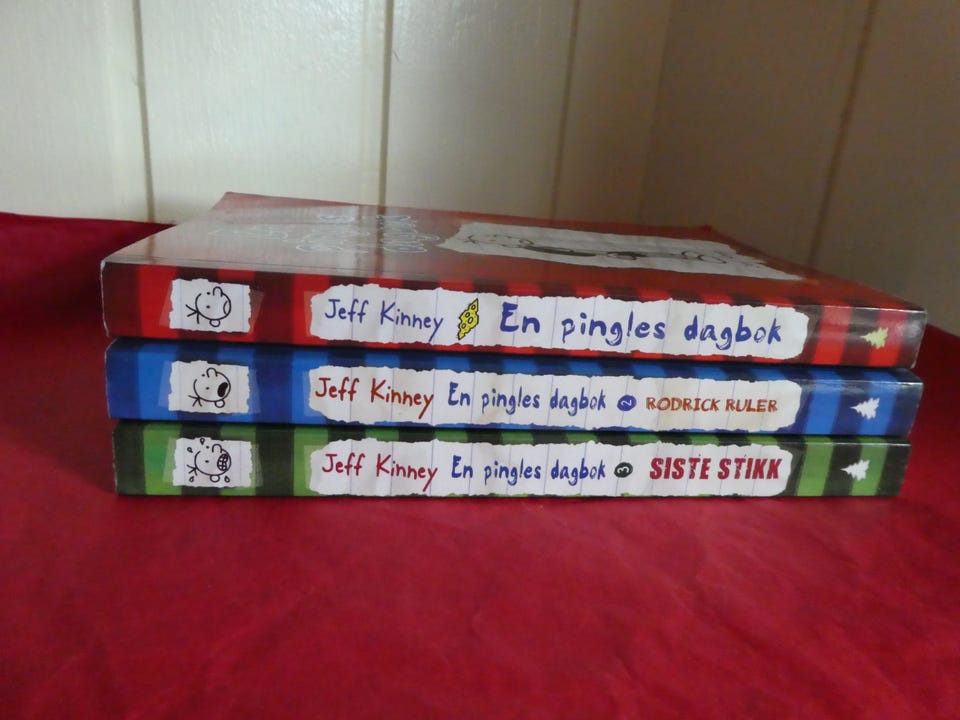 Jeff Kinney En pingles dagbok
Jeff Kinney En pingles dagbok 2 RODRICK RULER
Jeff Kinney En pingles dagbok 3 SISTE STIKK